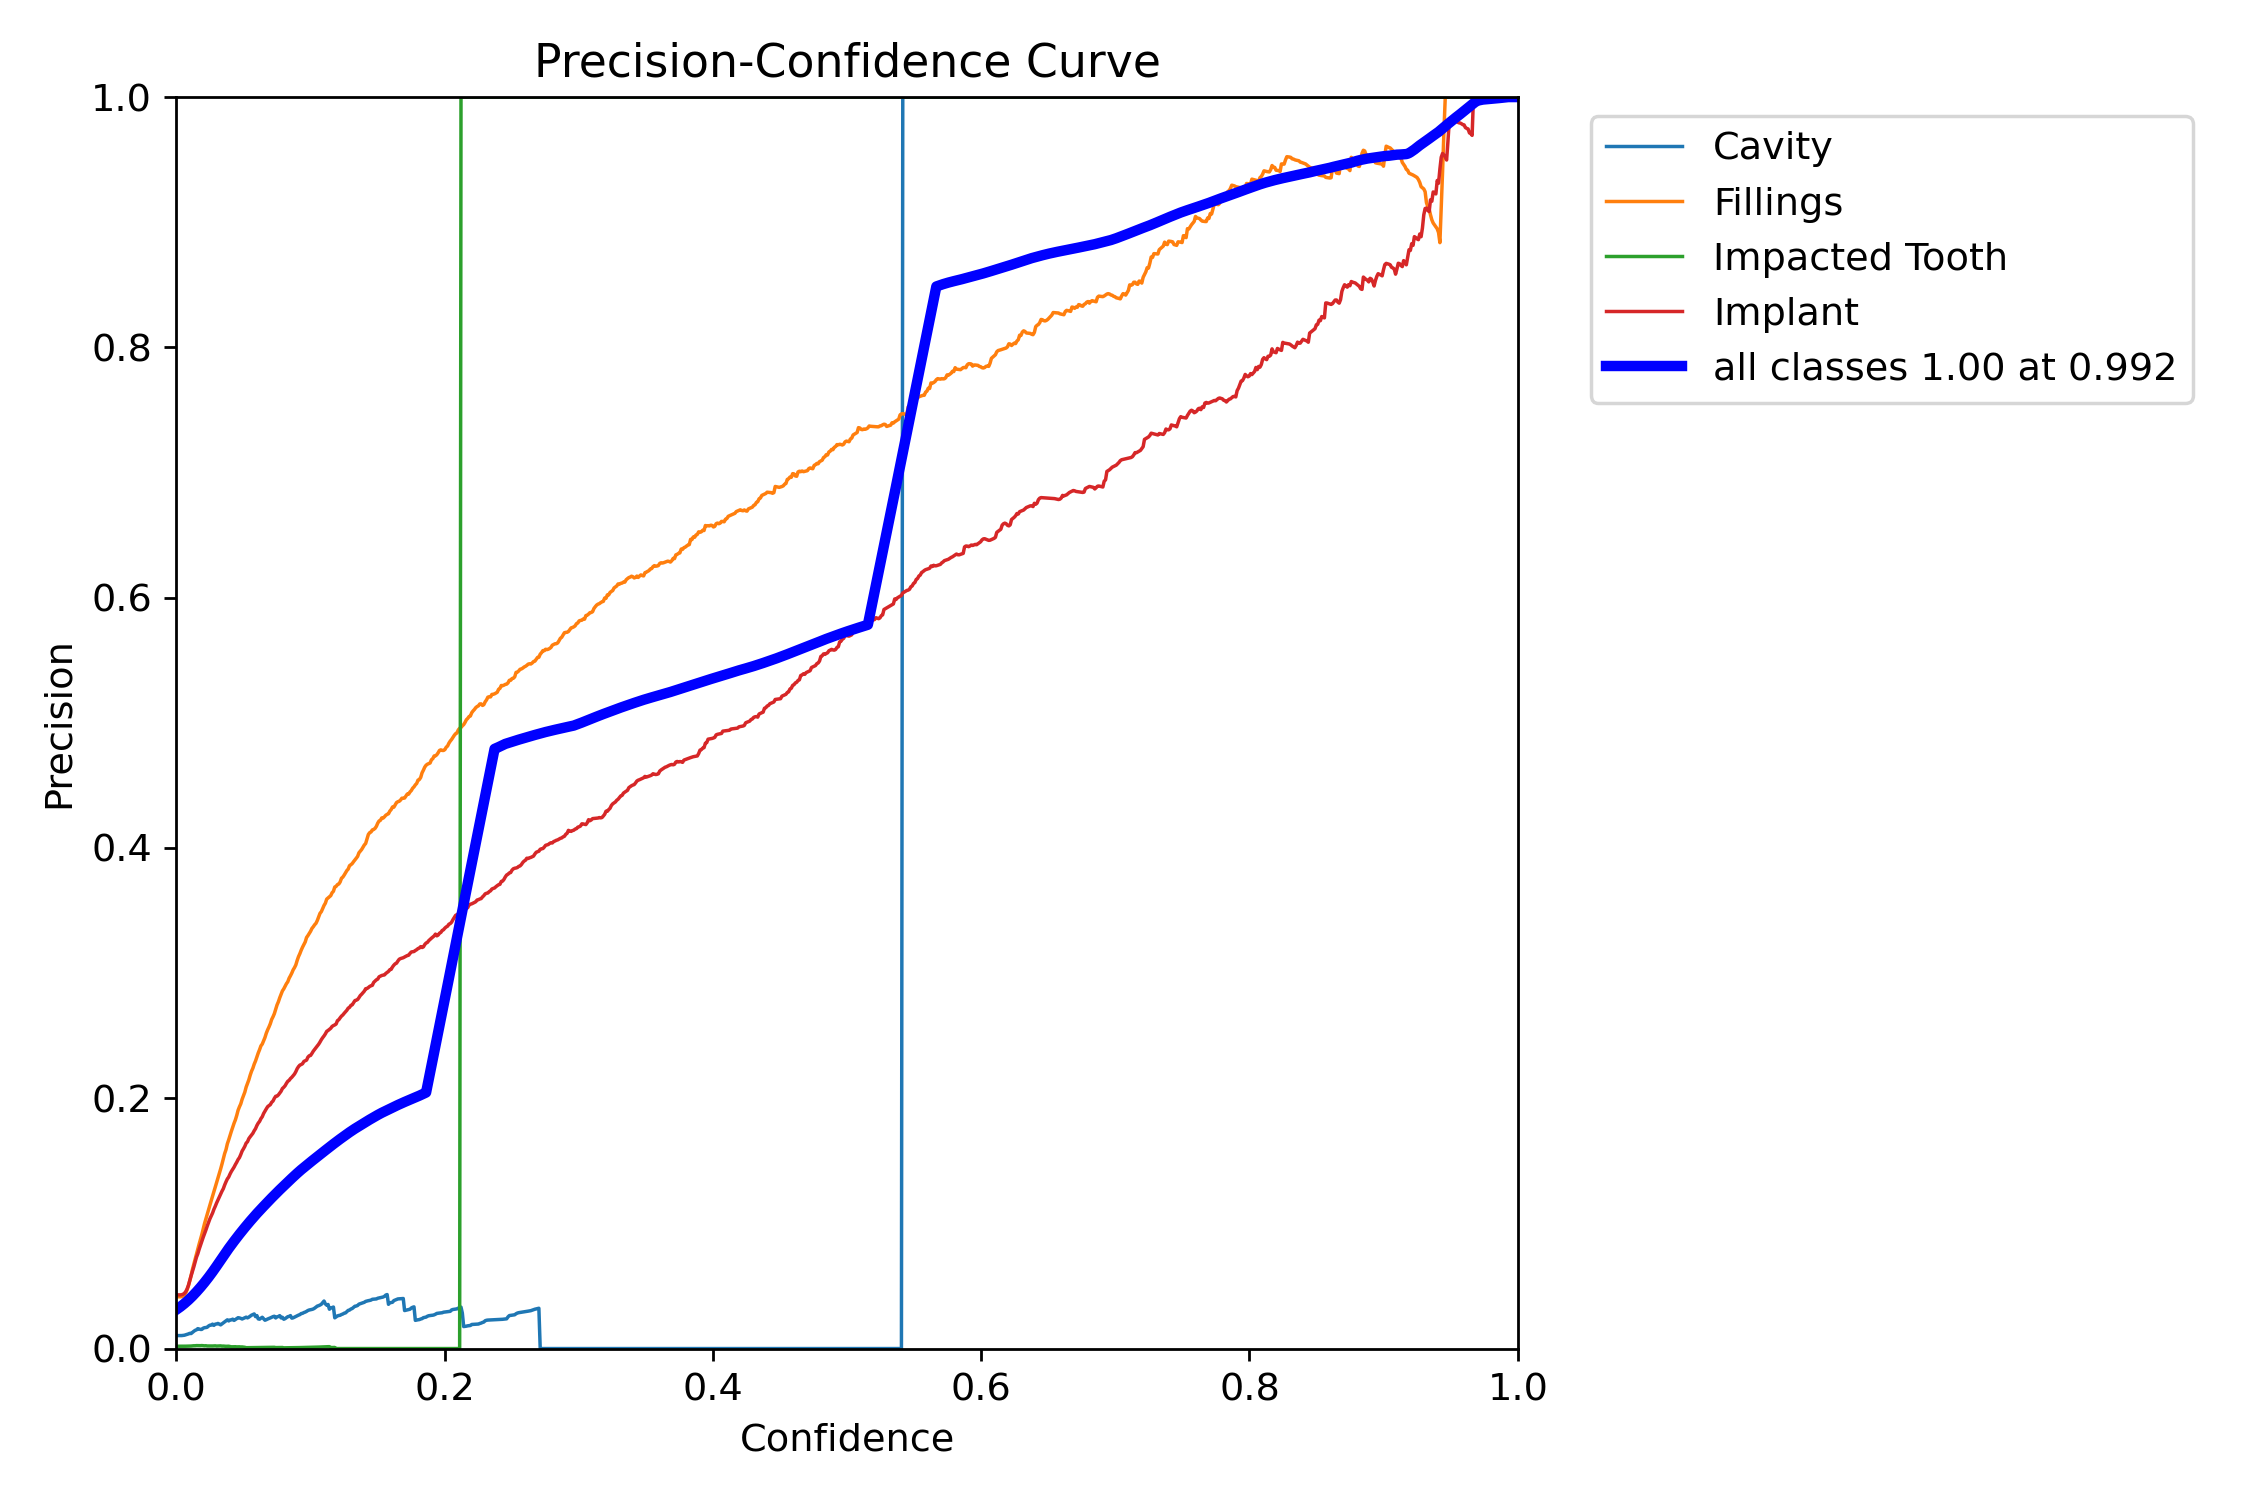 Precision-Confidence Curve
1.0
0.8
0.6
0.4
0.2
0.0
Precision
0.0 0.2 0.4 0.6 0.8 1.0
Confidence
Cavity
Fillings
Impacted Tooth
Implant
all classes 1.00 at 0.992